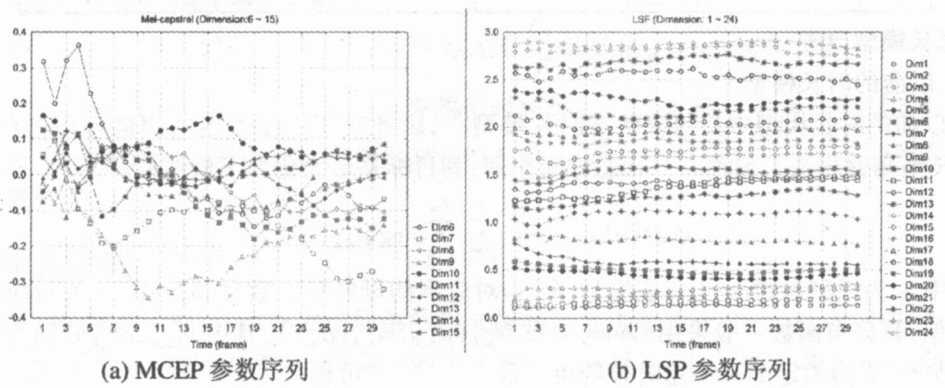 Mel-cepstrel (Dimension:6 ~ 15)
0.4
0.3
0.2
0.1
0.0
-0.1
-0.2
-0.3
-0.4
1 3 5 7 9 11 13 15 17 19 21 23 25 27 29
Time (frame)
Dim6
Dim7
Dim8
Dim9
Dim10
Dim11
Dim12
Dim13
Dim14
Dim15
(a) MCEP 参数序列
LSF (Dimension: 1 ~ 24)
3.0
2.5
2.0
1.5
1.0
0.5
0.0
1 3 5 7 9 11 13 15 17 19 21 23 25 27 29
Time (frame)
Dim1
Dim2
Dim3
Dim4
Dim5
Dim6
Dim7
Dim8
Dim9
Dim10
Dim11
Dim12
Dim13
Dim14
Dim15
Dim16
Dim17
Dim18
Dim19
Dim20
Dim21
Dim22
Dim23
Dim24
(b) LSP 参数序列